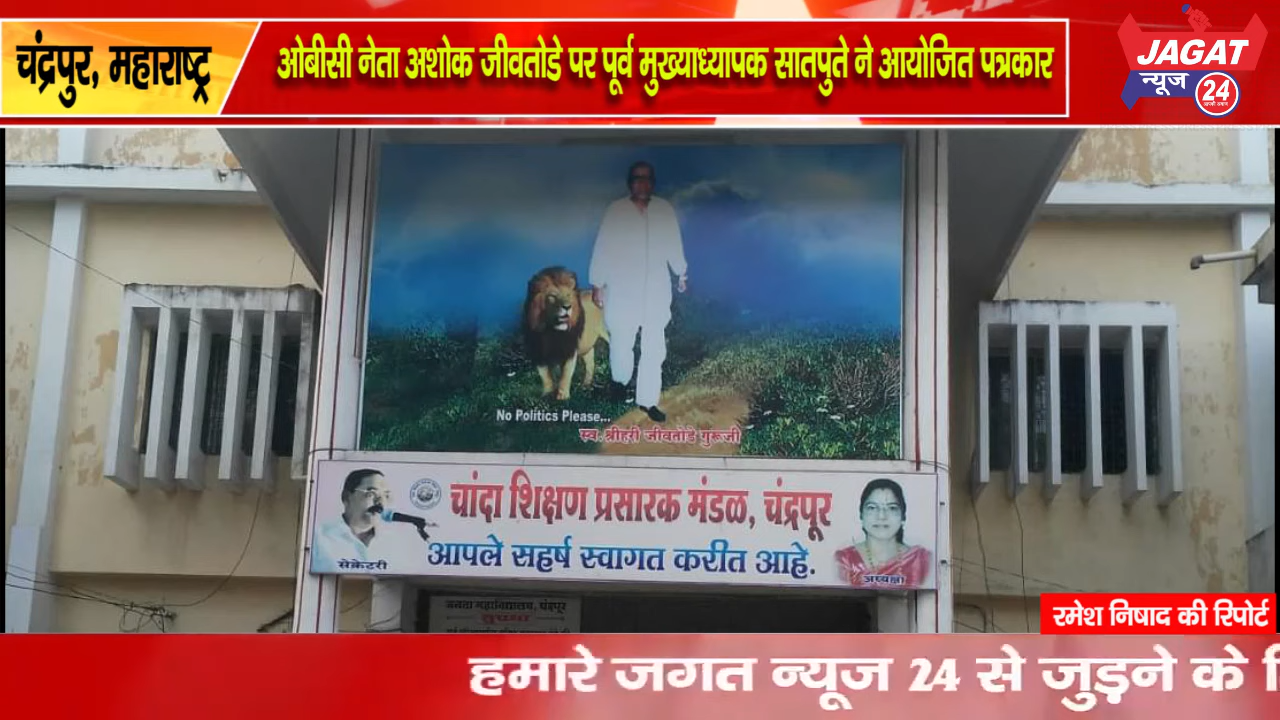 चंद्रपुर, महाराष्ट्र
ओबीसी नेता अशोक जीवतोडे पर पूर्व मुख्याध्यापक सातपुते ने आयोजित पत्रकार
JAGAT
न्यूज 24
No Politics Please...
स्व. श्रीहरी जीवतोडे गुरूजी
चांदा शिक्षण प्रसारक मंडळ, चंद्रपूर
आपले सहर्ष स्वागत करीत आहे.
सेक्रेटरी
अध्यक्षा
जनता महाविद्यालय, चंद्रपूर
सुचना
रमेश निषाद की रिपोर्ट
हमारे जगत न्यूज 24 से जुड़ने के